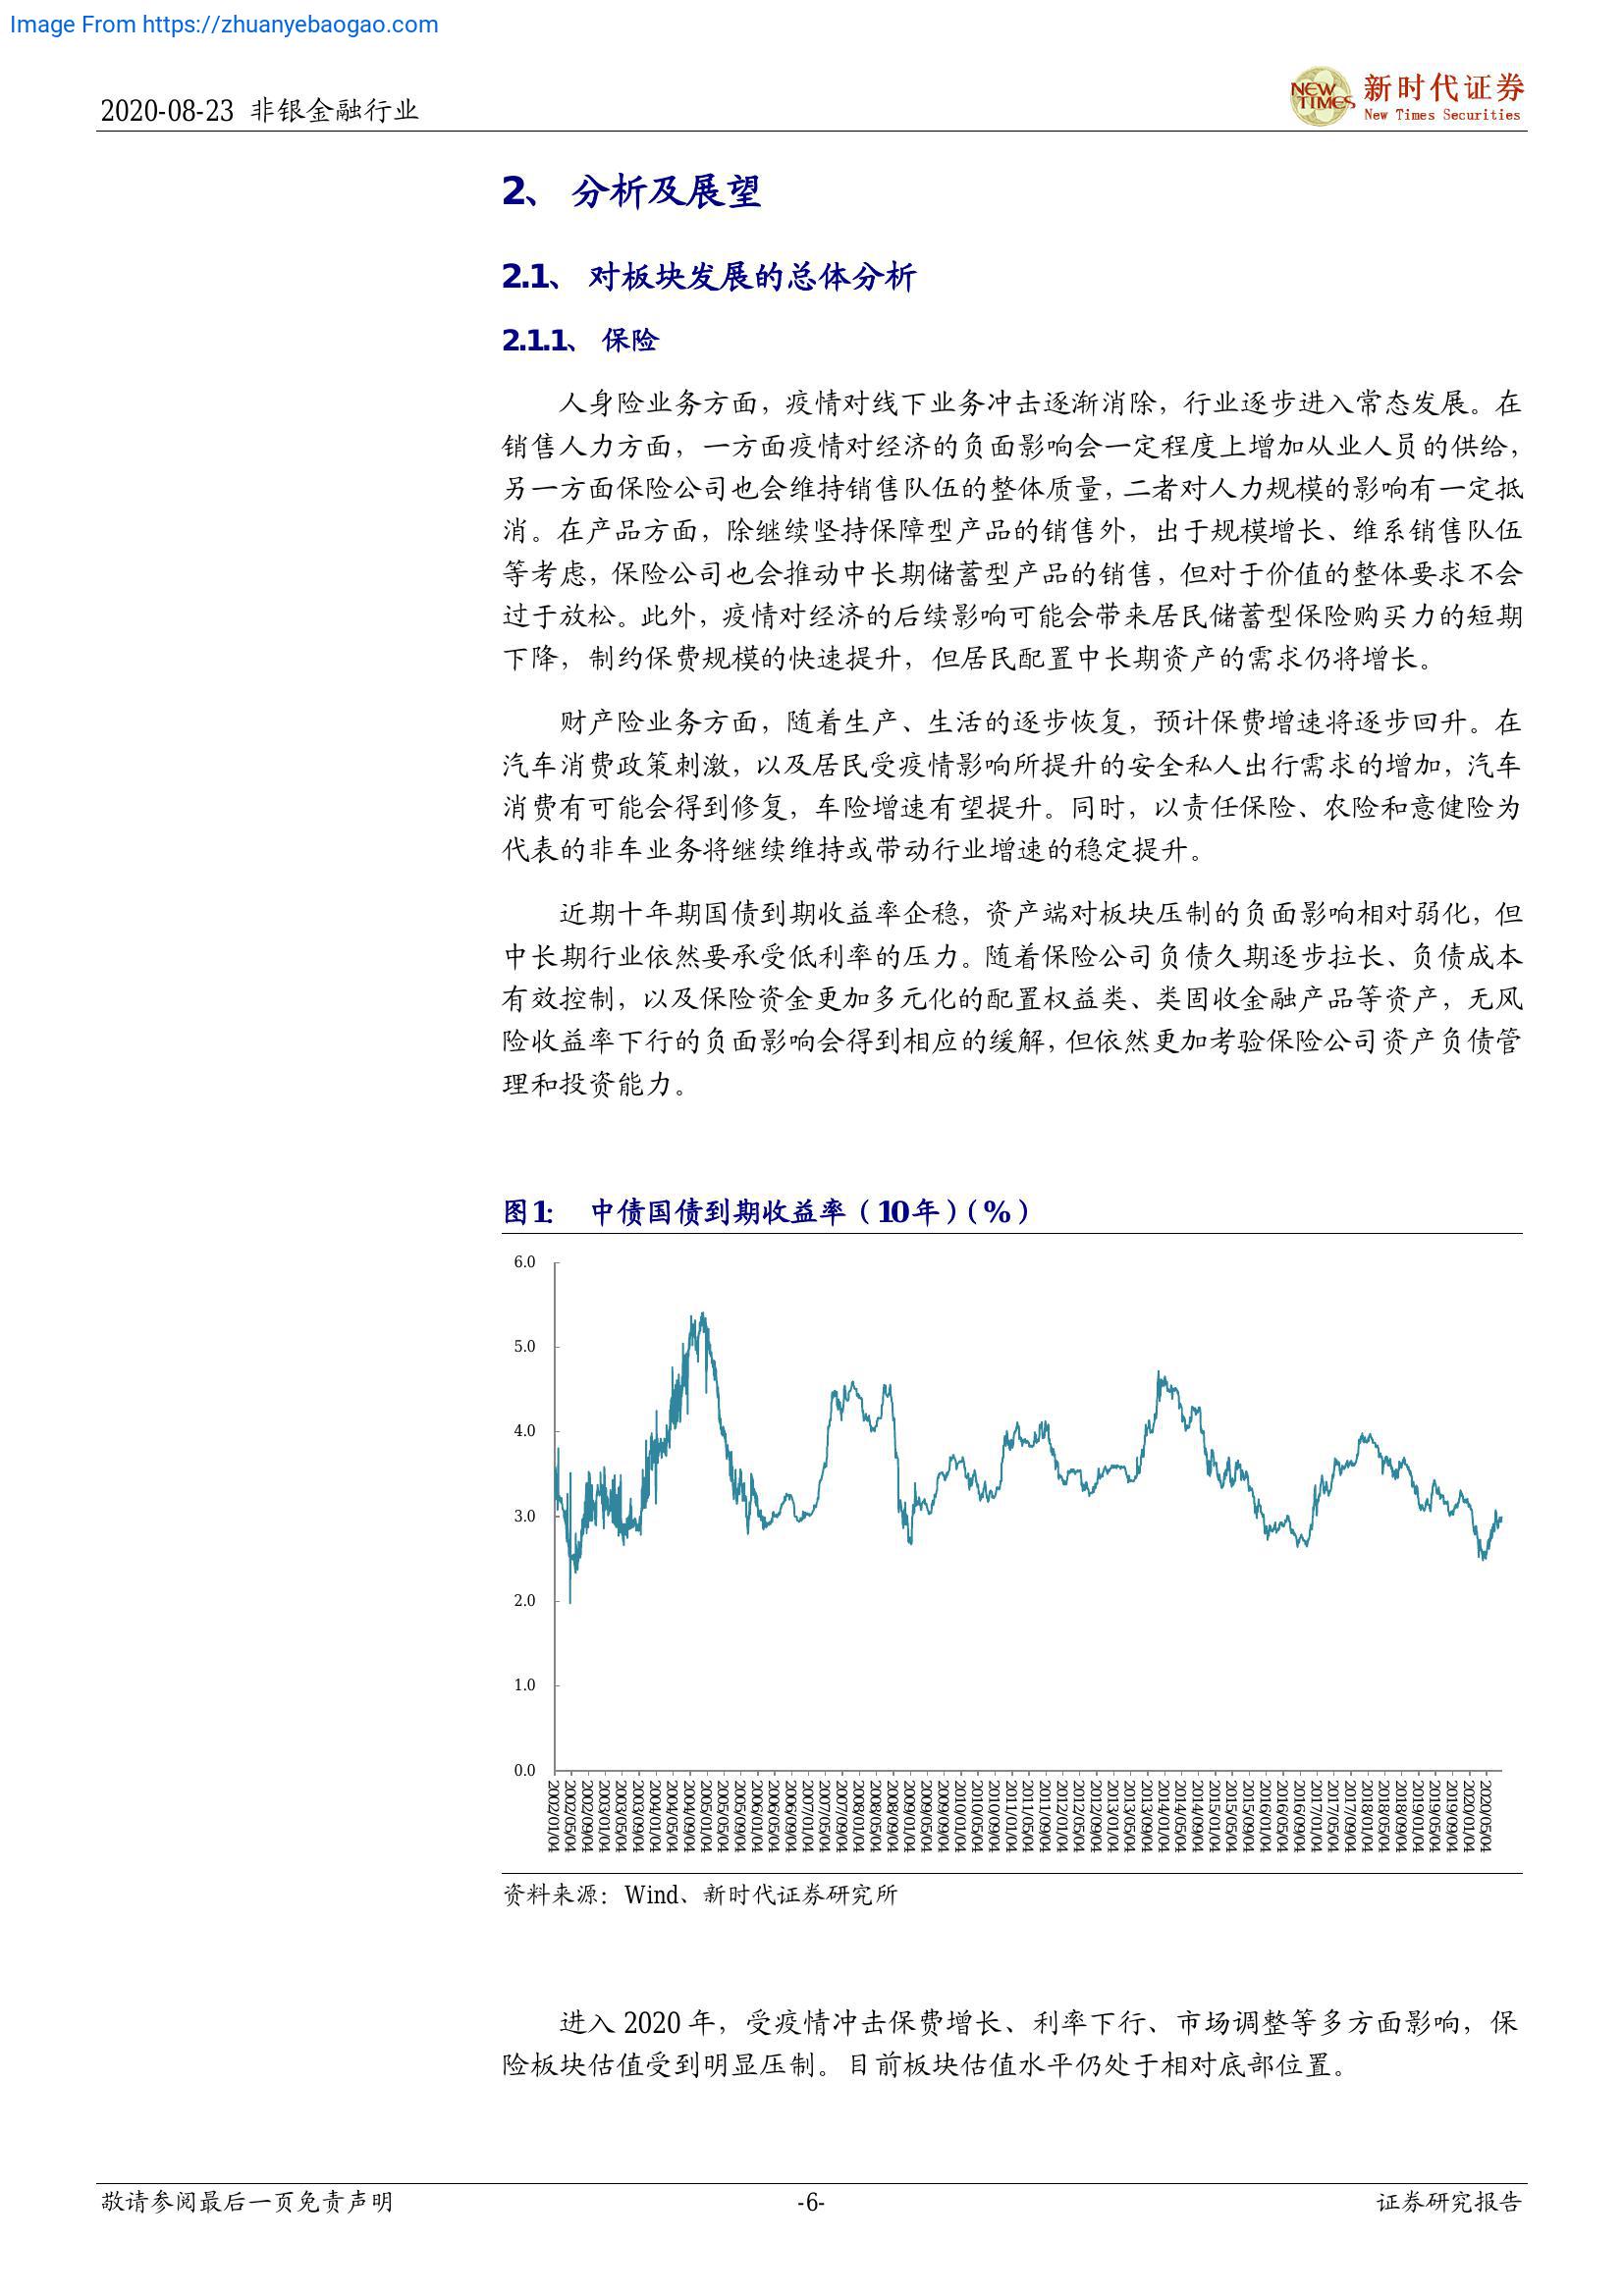 Image From https://zhuanyebaogao.com
2020-08-23 非银金融行业
NEW TIMES
新时代证券
New Times Securities
2、 分析及展望
2.1、 对板块发展的总体分析
2.1.1、 保险
人身险业务方面，疫情对线下业务冲击逐渐消除，行业逐步进入常态发展。在
销售人力方面，一方面疫情对经济的负面影响会一定程度上增加从业人员的供给，
另一方面保险公司也会维持销售队伍的整体质量，二者对人力规模的影响有一定抵
消。在产品方面，除继续坚持保障型产品的销售外，出于规模增长、维系销售队伍
等考虑，保险公司也会推动中长期储蓄型产品的销售，但对于价值的整体要求不会
过于放松。此外，疫情对经济的后续影响可能会带来居民储蓄型保险购买力的短期
下降，制约保费规模的快速提升，但居民配置中长期资产的需求仍将增长。
财产险业务方面，随着生产、生活的逐步恢复，预计保费增速将逐步回升。在
汽车消费政策刺激，以及居民受疫情影响所提升的安全私人出行需求的增加，汽车
消费有可能会得到修复，车险增速有望提升。同时，以责任保险、农险和意健险为
代表的非车业务将继续维持或带动行业增速的稳定提升。
近期十年期国债到期收益率企稳，资产端对板块压制的负面影响相对弱化，但
中长期行业依然要承受低利率的压力。随着保险公司负债久期逐步拉长、负债成本
有效控制，以及保险资金更加多元化的配置权益类、类固收金融产品等资产，无风
险收益率下行的负面影响会得到相应的缓解，但依然更加考验保险公司资产负债管
理和投资能力。
图1： 中债国债到期收益率（10年）（%）
6.0
5.0
4.0
3.0
2.0
1.0
0.0
2002/01/04
2002/05/04
2002/09/04
2003/01/04
2003/05/04
2003/09/04
2004/01/04
2004/05/04
2004/09/04
2005/01/04
2005/05/04
2005/09/04
2006/01/04
2006/05/04
2006/09/04
2007/01/04
2007/05/04
2007/09/04
2008/01/04
2008/05/04
2008/09/04
2009/01/04
2009/05/04
2009/09/04
2010/01/04
2010/05/04
2010/09/04
2011/01/04
2011/05/04
2011/09/04
2012/01/04
2012/05/04
2012/09/04
2013/01/04
2013/05/04
2013/09/04
2014/01/04
2014/05/04
2014/09/04
2015/01/04
2015/05/04
2015/09/04
2016/01/04
2016/05/04
2016/09/04
2017/01/04
2017/05/04
2017/09/04
2018/01/04
2018/05/04
2018/09/04
2019/01/04
2019/05/04
2019/09/04
2020/01/04
2020/05/04
资料来源：Wind、新时代证券研究所
进入 2020 年，受疫情冲击保费增长、利率下行、市场调整等多方面影响，保
险板块估值受到明显压制。目前板块估值水平仍处于相对底部位置。
敬请参阅最后一页免责声明
-6-
证券研究报告